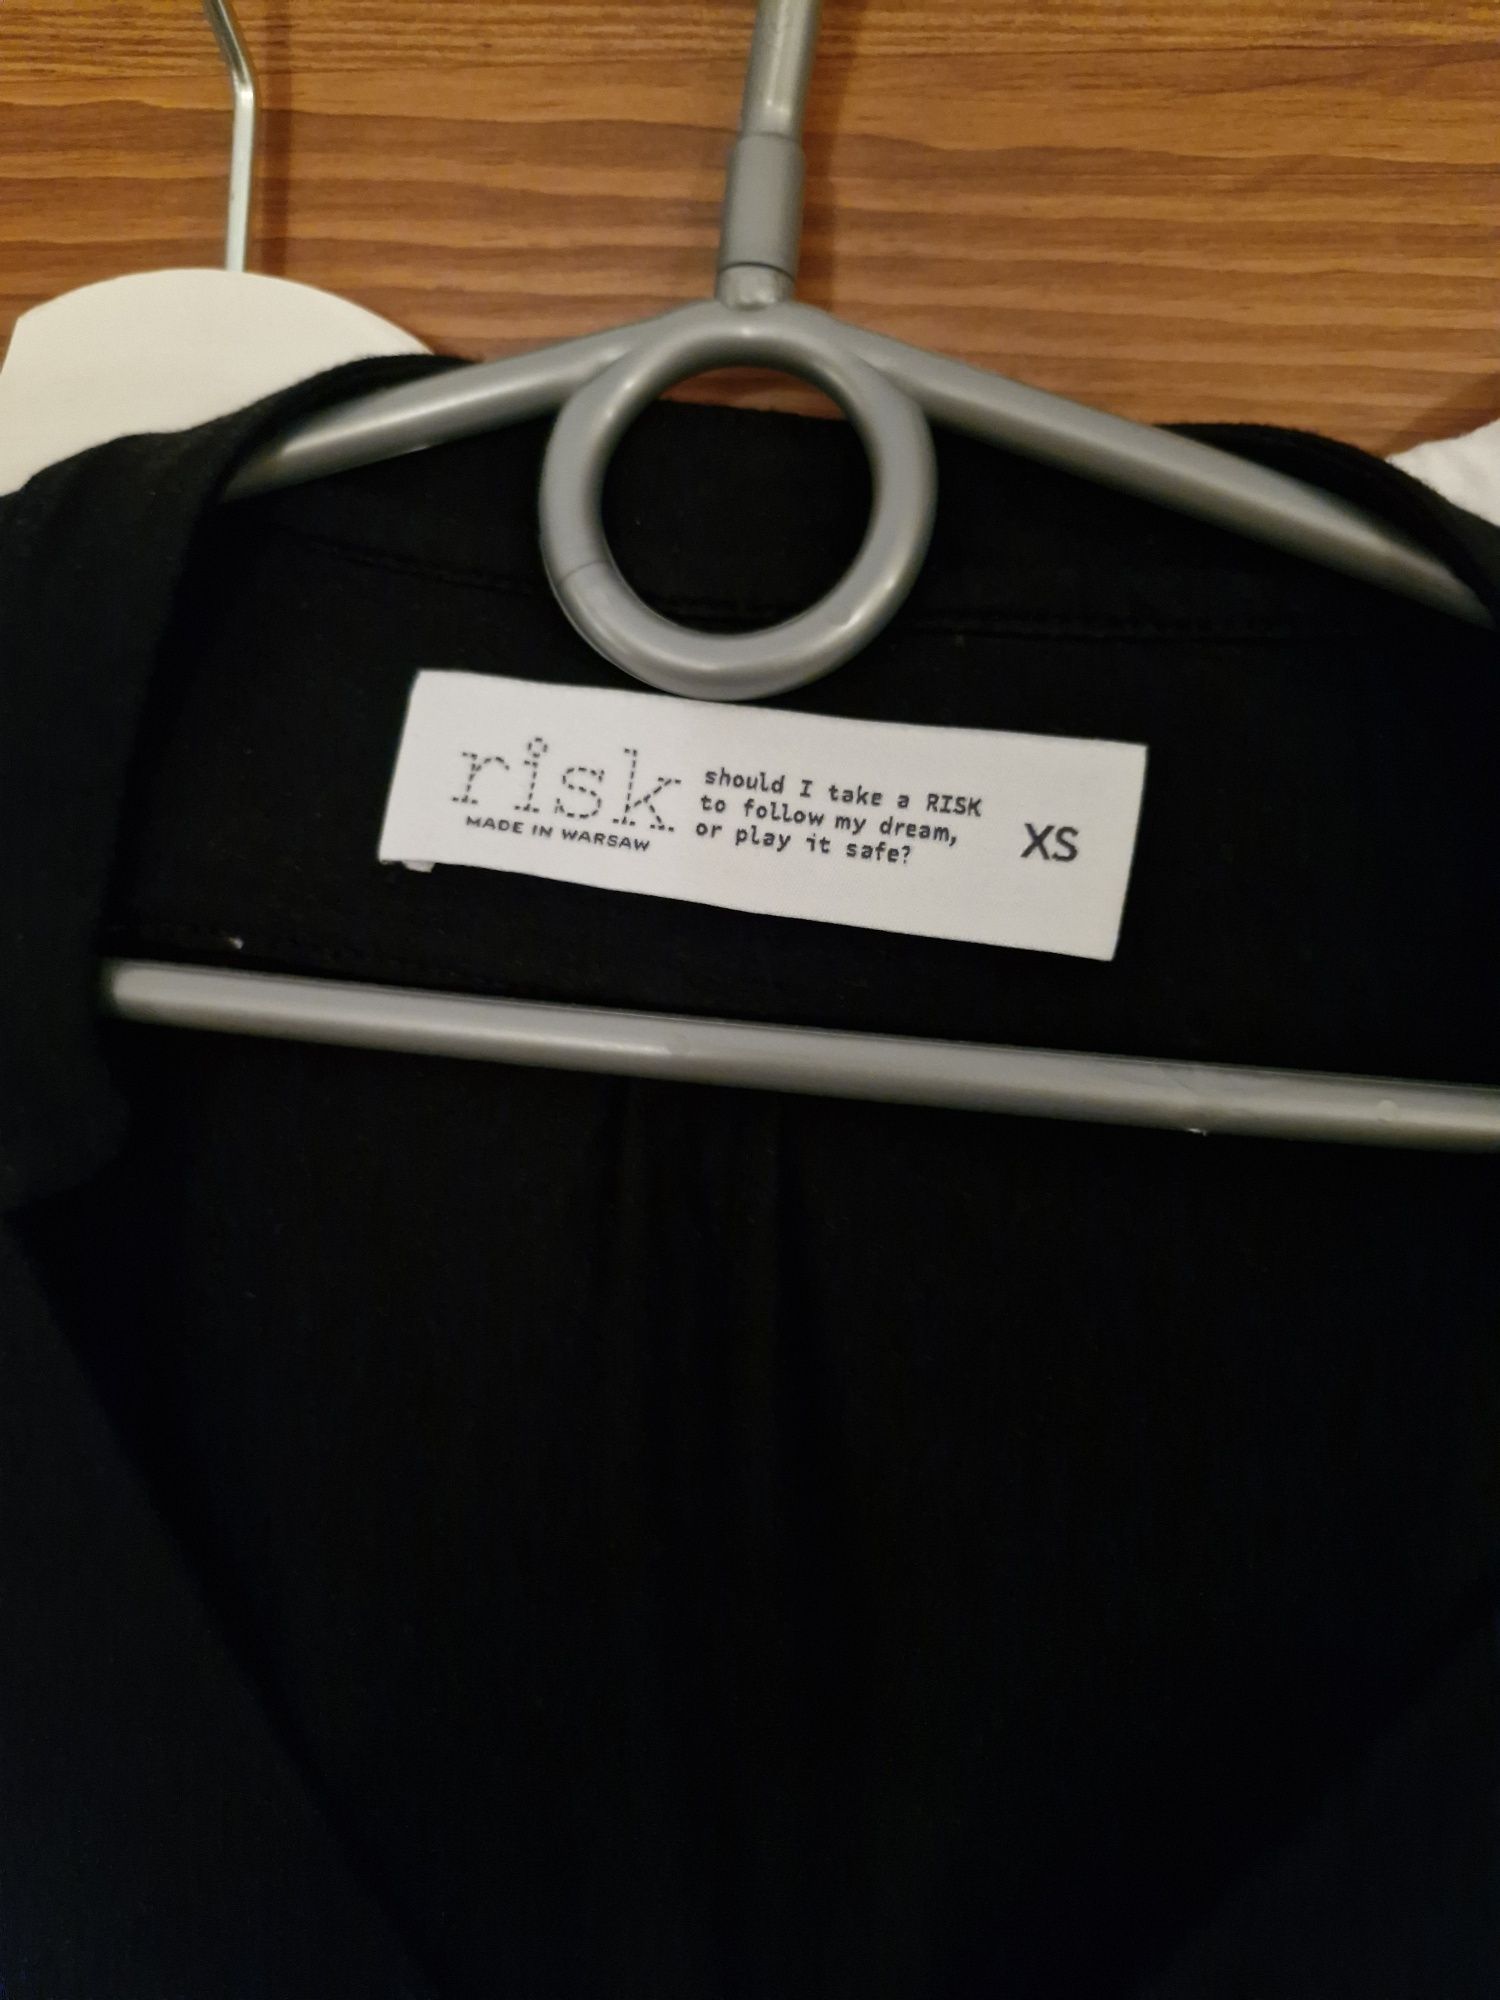 risk
MADE IN WARSAW
should I take a RISK
to follow my dream,
or play it safe?
XS